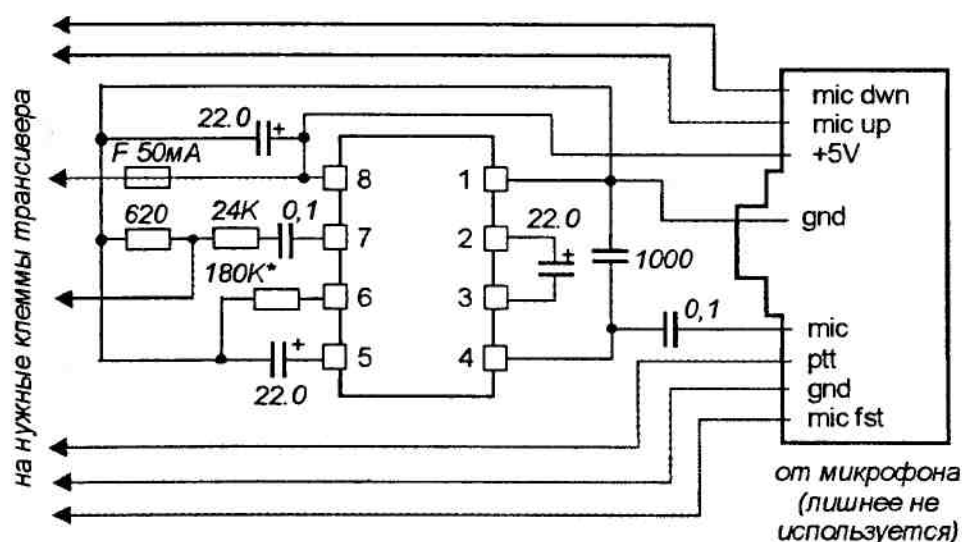 mic dwn
mic up
+5V
22.0
F 50мА
8
1
gnd
620
24K
0,1
7
2
22.0
180K*
1000
6
3
0,1
mic
5
4
ptt
22.0
gnd
mic fst
на нужные клеммы трансивера
от микрофона
(лишнее не
используется)